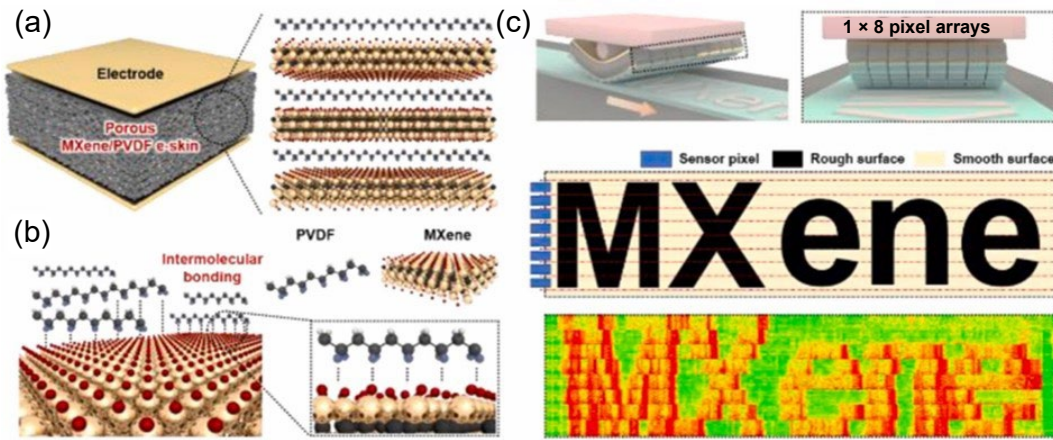 (a)
Electrode
Porous
MXene/PVDF e-skin
(b)
Intermolecular
bonding
PVDF
MXene
(c)
1 × 8 pixel arrays
Sensor pixel
Rough surface
Smooth surface
MXene